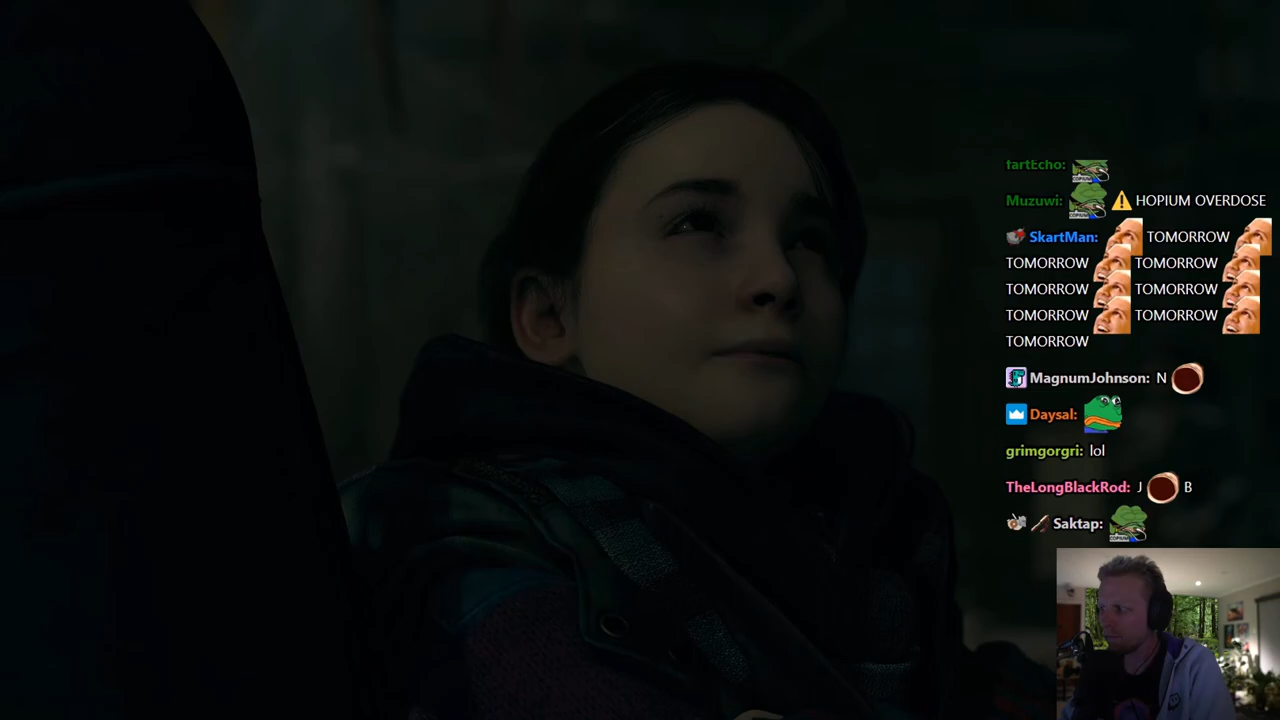 fartEcho:
Muzuwi: HOPIUM OVERDOSE
SkartMan: TOMORROW
TOMORROW TOMORROW
TOMORROW TOMORROW
TOMORROW TOMORROW
TOMORROW
MagnumJohnson: N
Daysal:
grimgorgri: lol
TheLongBlackRod: J B
Saktap: